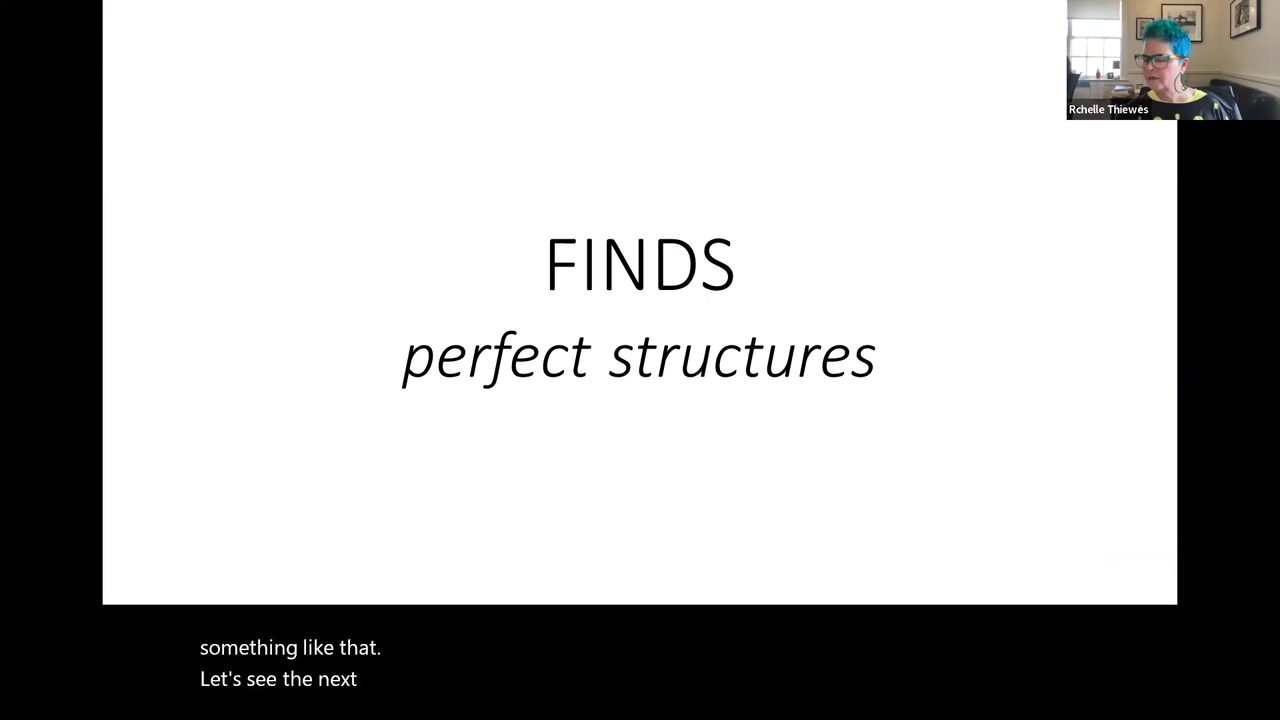 Rchelle Thiewes
FINDS
perfect structures
something like that.
Let's see the next